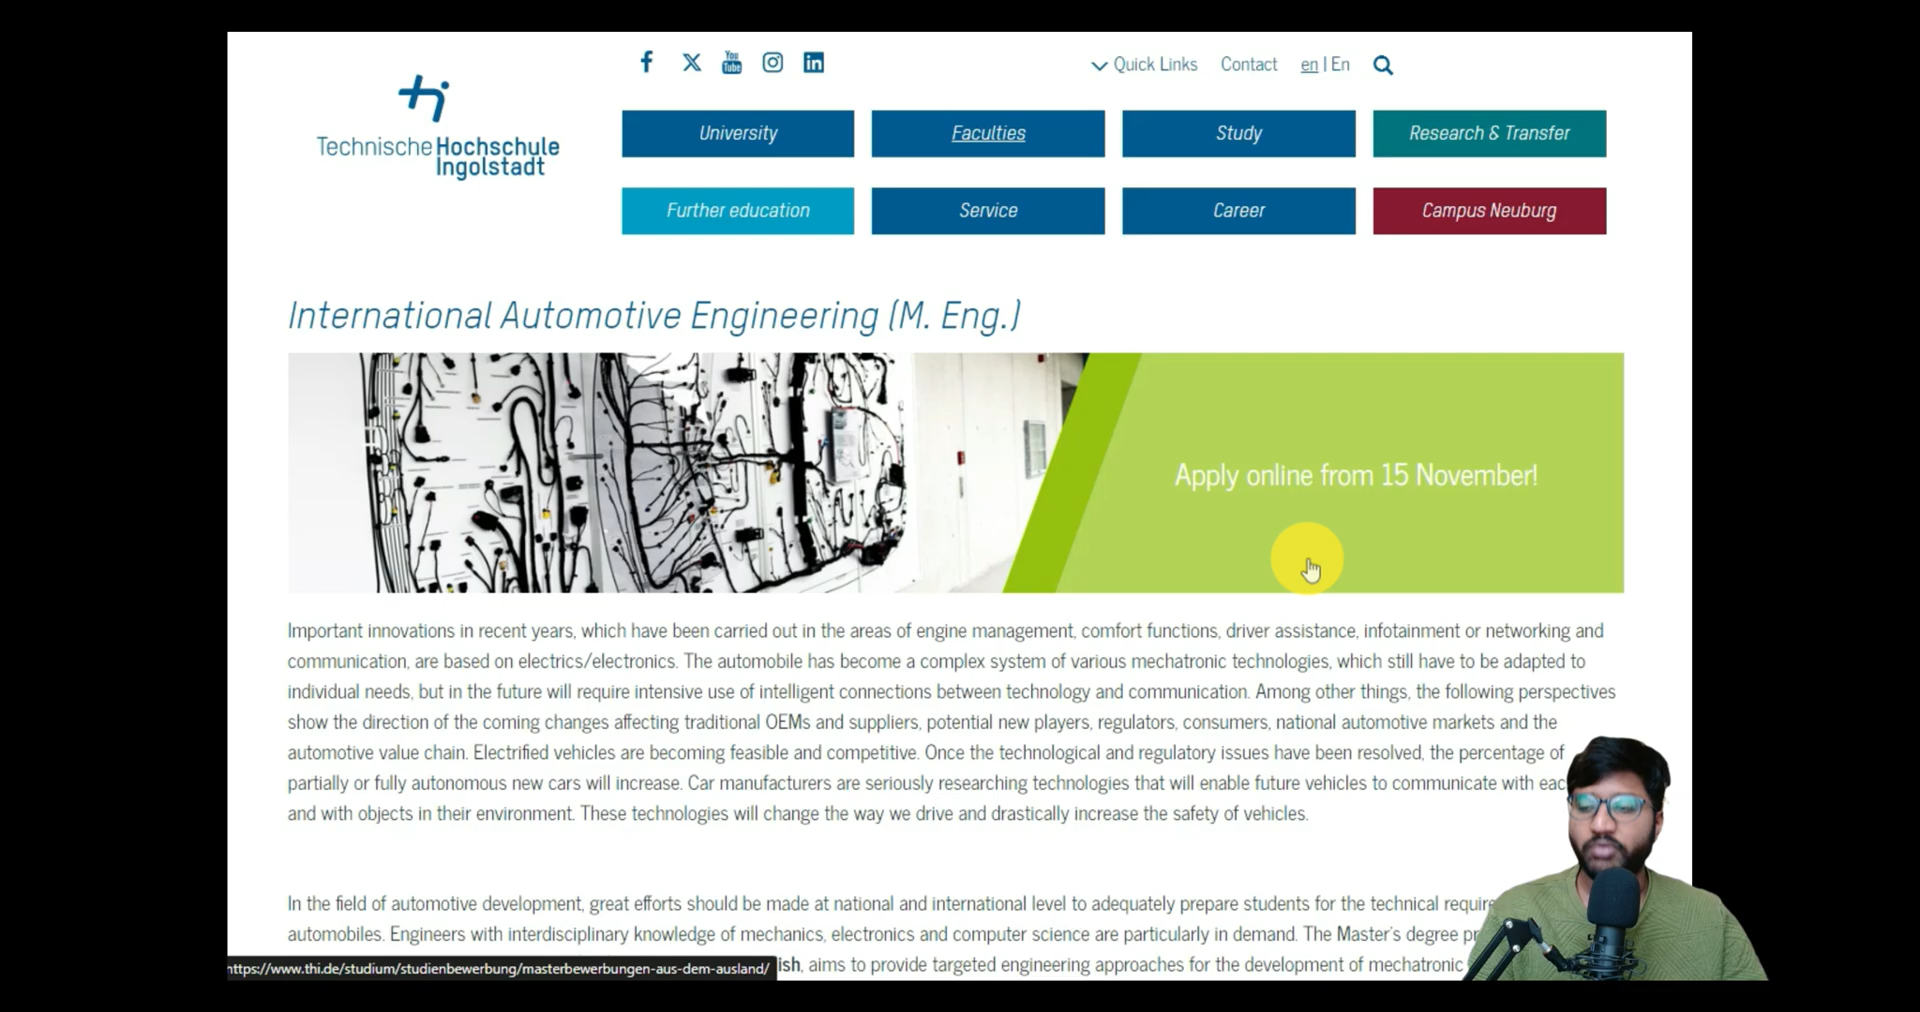 Quick Links Contact en | En
Technische Hochschule
Ingolstadt
University Faculties Study Research & Transfer
Further education Service Career Campus Neuburg
International Automotive Engineering (M. Eng.)
Apply online from 15 November!
Important innovations in recent years, which have been carried out in the areas of engine management, comfort functions, driver assistance, infotainment or networking and
communication, are based on electrics/electronics. The automobile has become a complex system of various mechatronic technologies, which still have to be adapted to
individual needs, but in the future will require intensive use of intelligent connections between technology and communication. Among other things, the following perspectives
show the direction of the coming changes affecting traditional OEMs and suppliers, potential new players, regulators, consumers, national automotive markets and the
automotive value chain. Electrified vehicles are becoming feasible and competitive. Once the technological and regulatory issues have been resolved, the percentage of
partially or fully autonomous new cars will increase. Car manufacturers are seriously researching technologies that will enable future vehicles to communicate with eac
and with objects in their environment. These technologies will change the way we drive and drastically increase the safety of vehicles.
In the field of automotive development, great efforts should be made at national and international level to adequately prepare students for the technical require
automobiles. Engineers with interdisciplinary knowledge of mechanics, electronics and computer science are particularly in demand. The Master's degree pr
https://www.thi.de/studium/studienbewerbung/masterbewerbungen-aus-dem-ausland/ ish, aims to provide targeted engineering approaches for the development of mechatronic